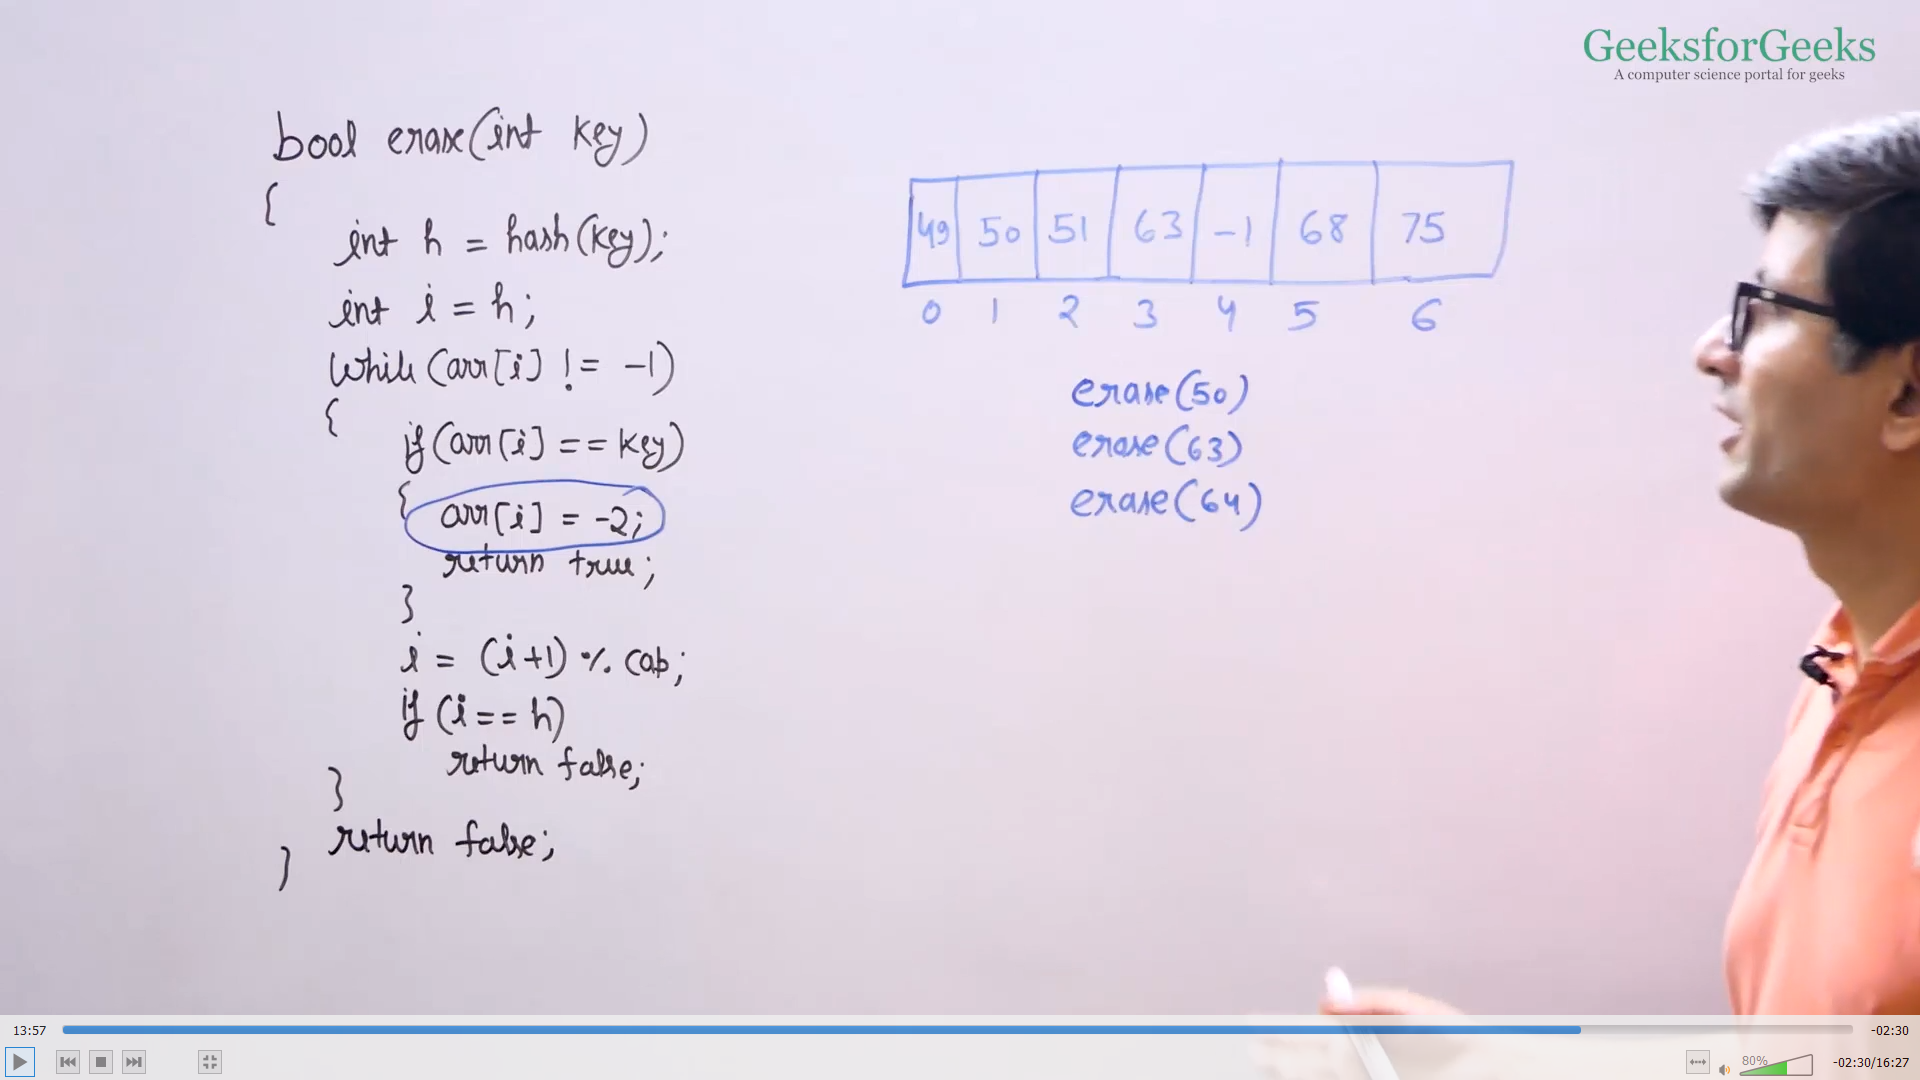 GeeksforGeeks
A computer science portal for geeks
bool erase(int key)
{
int h = hash(key);
int i = h;
while (arr[i] != -1)
{
if (arr[i] == key)
{
arr[i] = -2;
return true;
}
i = (i+1) % cap;
if (i == h)
return false;
}
return false;
}
49 50 51 63 -1 68 75
0 1 2 3 4 5 6
erase(50)
erase(63)
erase(64)
13:57
-02:30
80%
-02:30/16:27